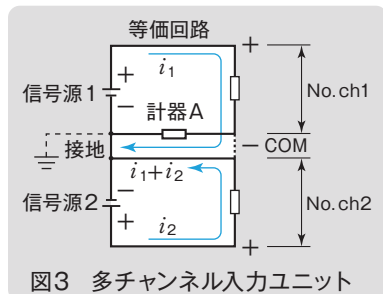 等価回路
+
i1
+
信号源1
−
No.ch1
計器A
接地
− COM
i1+i2
−
信号源2
+
No.ch2
i2
+
図3 多チャンネル入力ユニット